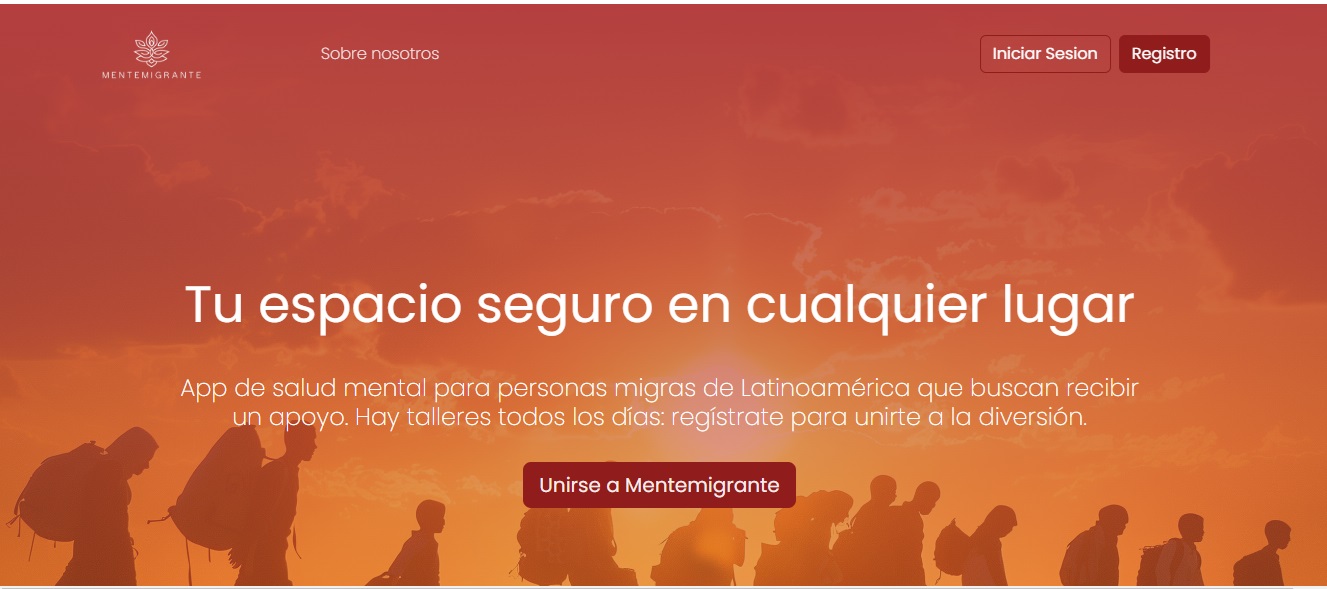 MENTEMIGRANTE
Sobre nosotros
Iniciar Sesion
Registro
Tu espacio seguro en cualquier lugar
App de salud mental para personas migras de Latinoamérica que buscan recibir
un apoyo. Hay talleres todos los días: regístrate para unirte a la diversión.
Unirse a Mentemigrante